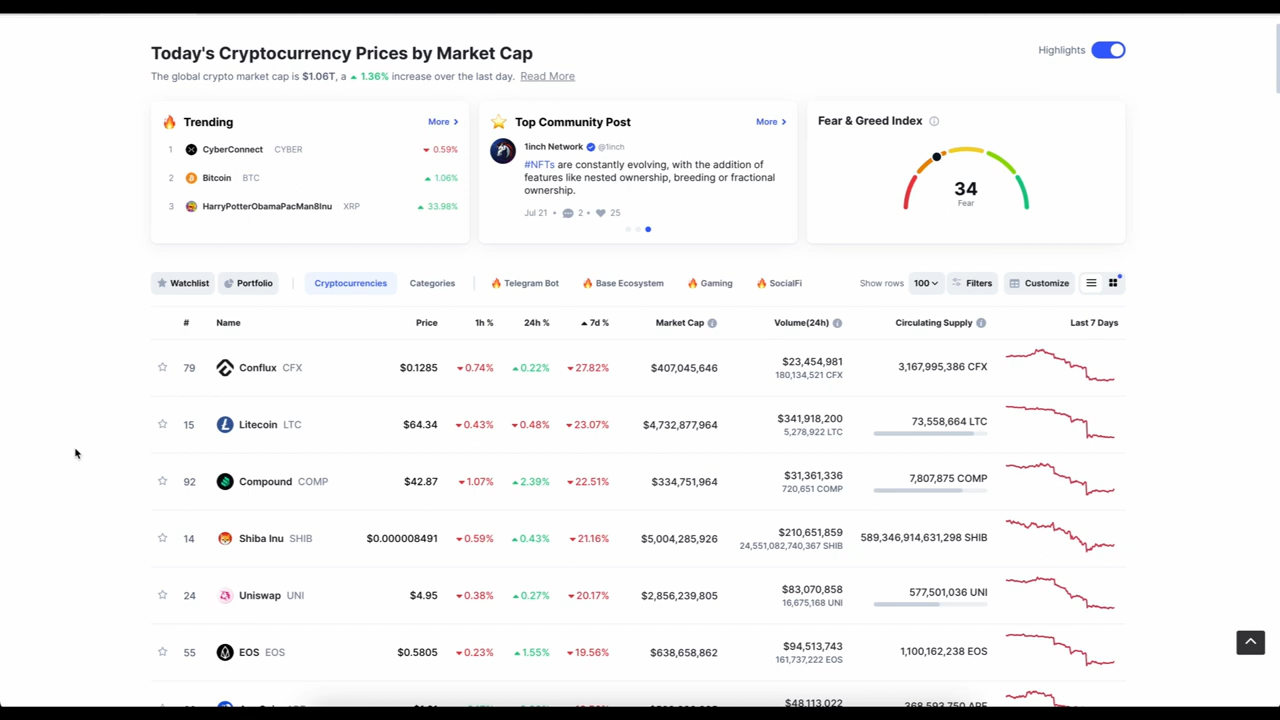 Today's Cryptocurrency Prices by Market Cap
Highlights
The global crypto market cap is $1.06T, a 1.36% increase over the last day. Read More
Trending
More
1 CyberConnect CYBER 0.59%
2 Bitcoin BTC 1.06%
3 HarryPotterObamaPacMan8Inu XRP 33.98%
Top Community Post
More
1inch Network @1inch
#NFTs are constantly evolving, with the addition of
features like nested ownership, breeding or fractional
ownership.
Jul 21 • 2 • 25
Fear & Greed Index
34
Fear
Watchlist Portfolio Cryptocurrencies Categories Telegram Bot Base Ecosystem Gaming SocialFi Show rows 100 Filters Customize
# Name Price 1h % 24h % 7d % Market Cap Volume(24h) Circulating Supply Last 7 Days
79 Conflux CFX $0.1285 0.74% 0.22% 27.82% $407,045,646 $23,454,981 3,167,995,386 CFX
180,134,521 CFX
15 Litecoin LTC $64.34 0.43% 0.48% 23.07% $4,732,877,964 $341,918,200 73,558,664 LTC
5,278,922 LTC
92 Compound COMP $42.87 1.07% 2.39% 22.51% $334,751,964 $31,361,336 7,807,875 COMP
720,651 COMP
14 Shiba Inu SHIB $0.000008491 0.59% 0.43% 21.16% $5,004,285,926 $210,651,859 589,346,914,631,298 SHIB
24,551,082,740,367 SHIB
24 Uniswap UNI $4.95 0.38% 0.27% 20.17% $2,856,239,805 $83,070,858 577,501,036 UNI
16,675,168 UNI
55 EOS EOS $0.5805 0.23% 1.55% 19.56% $638,658,862 $94,513,743 1,100,162,238 EOS
161,737,222 EOS
$48,113,022 368,593,750 APE